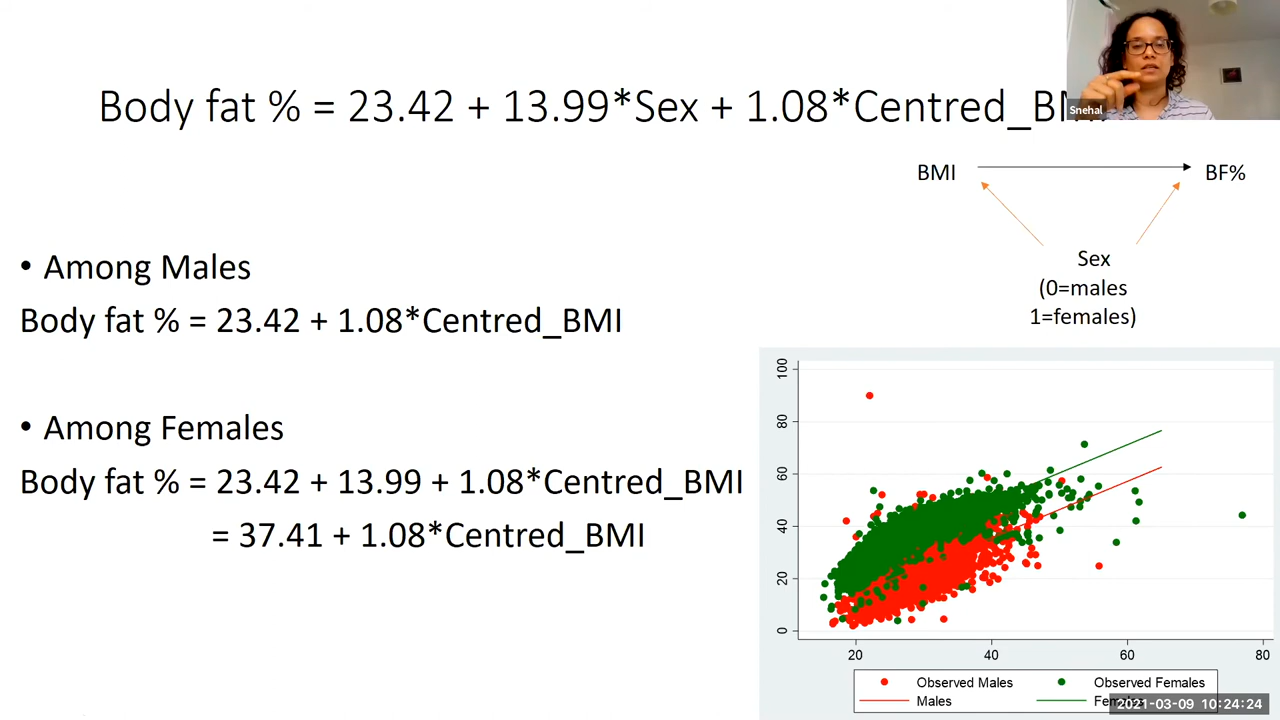 Body fat % = 23.42 + 13.99*Sex + 1.08*Centred_BMI
Snehal
BMI
BF%
Sex
(0=males
1=females)
• Among Males
Body fat % = 23.42 + 1.08*Centred_BMI
• Among Females
Body fat % = 23.42 + 13.99 + 1.08*Centred_BMI
= 37.41 + 1.08*Centred_BMI
100
80
60
40
20
0
20 40 60 80
Observed Males Observed Females
Males Females
2021-03-09 10:24:24